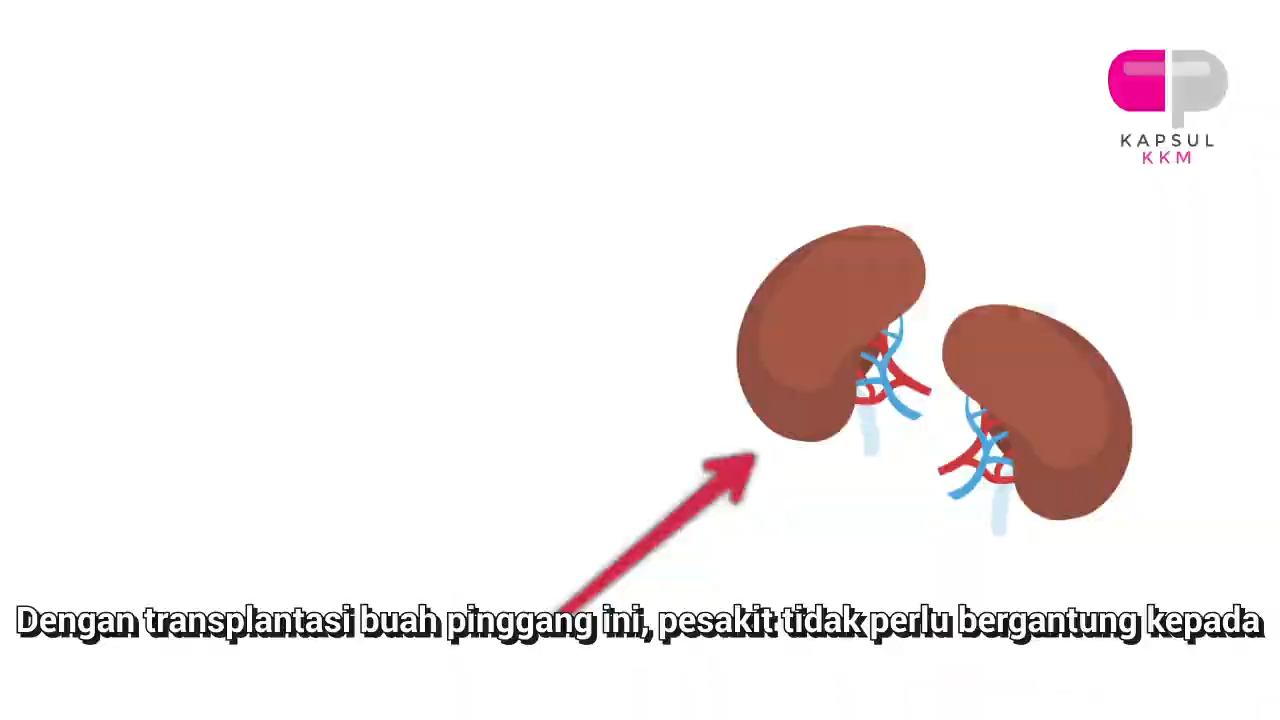 KAPSUL
KKM
Dengan transplantasi buah pinggang ini, pesakit tidak perlu bergantung kepada